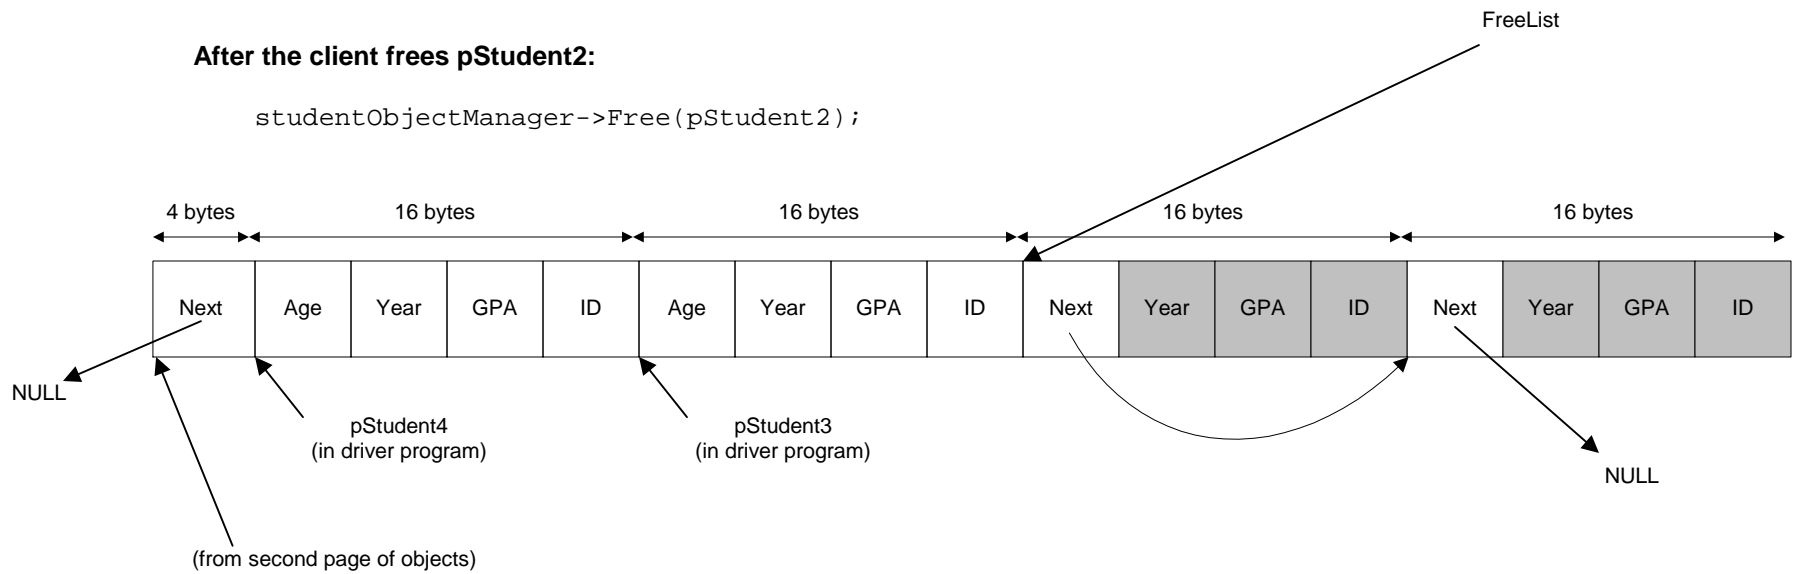 FreeList
After the client frees pStudent2:
studentObjectManager->Free(pStudent2);
4 bytes 16 bytes 16 bytes 16 bytes 16 bytes
Next Age Year GPA ID Age Year GPA ID Next Year GPA ID Next Year GPA ID
NULL
pStudent4
(in driver program)
pStudent3
(in driver program)
NULL
(from second page of objects)